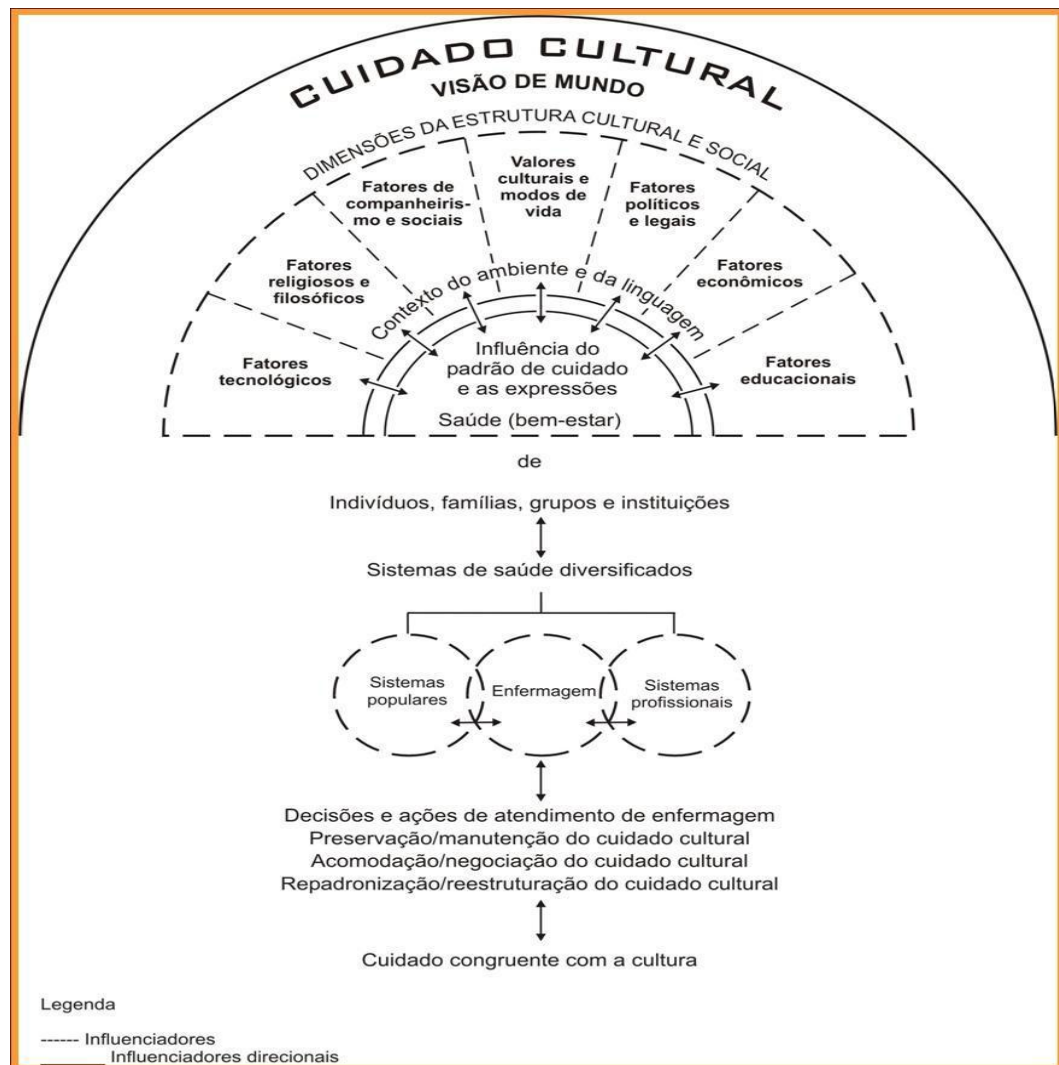 CUIDADO CULTURAL
VISÃO DE MUNDO
DIMENSÕES DA ESTRUTURA CULTURAL E SOCIAL
Fatores
tecnológicos
Fatores
religiosos e
filosóficos
Fatores de
companheiris-
mo e sociais
Valores
culturais e
modos de
vida
Fatores
políticos
e legais
Fatores
econômicos
Fatores
educacionais
Contexto do ambiente e da linguagem
Influência do
padrão de cuidado
e as expressões
Saúde (bem-estar)
de
Indivíduos, famílias, grupos e instituições
Sistemas de saúde diversificados
Sistemas
populares
Enfermagem
Sistemas
profissionais
Decisões e ações de atendimento de enfermagem
Preservação/manutenção do cuidado cultural
Acomodação/negociação do cuidado cultural
Repadronização/reestruturação do cuidado cultural
Cuidado congruente com a cultura
Legenda
------ Influenciadores
Influenciadores direcionais